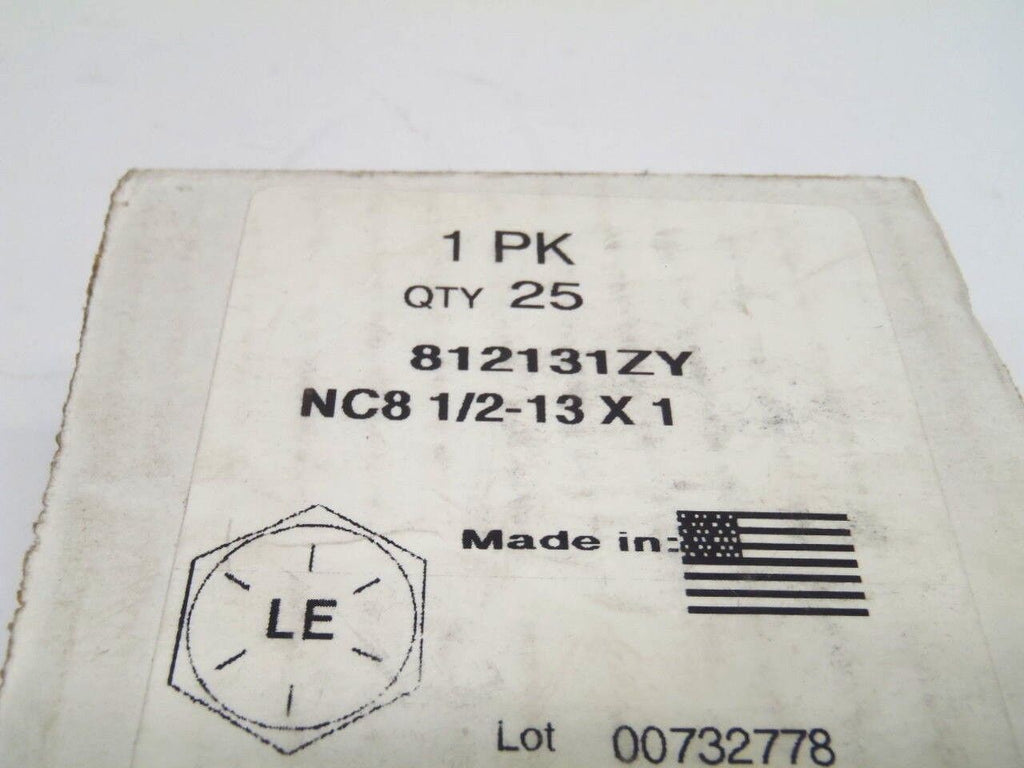 1 PK
QTY 25
812131ZY
NC8 1/2-13 X 1
Made in:
LE
Lot 00732778